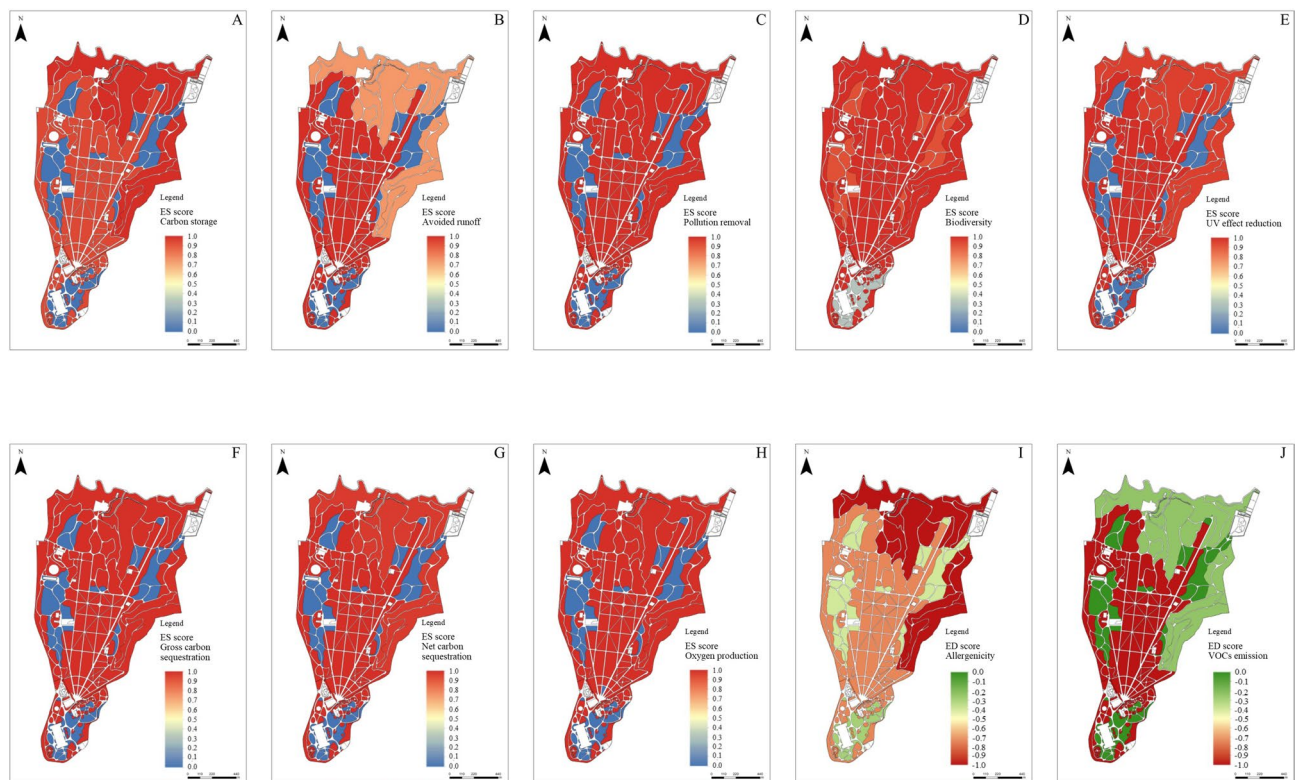 N
A
Legend
ES score
Carbon storage
1.0
0.9
0.8
0.7
0.6
0.5
0.4
0.3
0.2
0.1
0.0
N
B
Legend
ES score
Avoided runoff
1.0
0.9
0.8
0.7
0.6
0.5
0.4
0.3
0.2
0.1
0.0
N
C
Legend
ES score
Pollution removal
1.0
0.9
0.8
0.7
0.6
0.5
0.4
0.3
0.2
0.1
0.0
N
D
Legend
ES score
Biodiversity
1.0
0.9
0.8
0.7
0.6
0.5
0.4
0.3
0.2
0.1
0.0
N
E
Legend
ES score
UV effect reduction
1.0
0.9
0.8
0.7
0.6
0.5
0.4
0.3
0.2
0.1
0.0
N
F
Legend
ES score
Gross carbon
sequestration
1.0
0.9
0.8
0.7
0.6
0.5
0.4
0.3
0.2
0.1
0.0
N
G
Legend
ES score
Net carbon
sequestration
1.0
0.9
0.8
0.7
0.6
0.5
0.4
0.3
0.2
0.1
0.0
N
H
Legend
ES score
Oxygen production
1.0
0.9
0.8
0.7
0.6
0.5
0.4
0.3
0.2
0.1
0.0
N
I
Legend
ED score
Allergenicity
0.0
-0.1
-0.2
-0.3
-0.4
-0.5
-0.6
-0.7
-0.8
-0.9
-1.0
N
J
Legend
ED score
VOCs emission
0.0
-0.1
-0.2
-0.3
-0.4
-0.5
-0.6
-0.7
-0.8
-0.9
-1.0